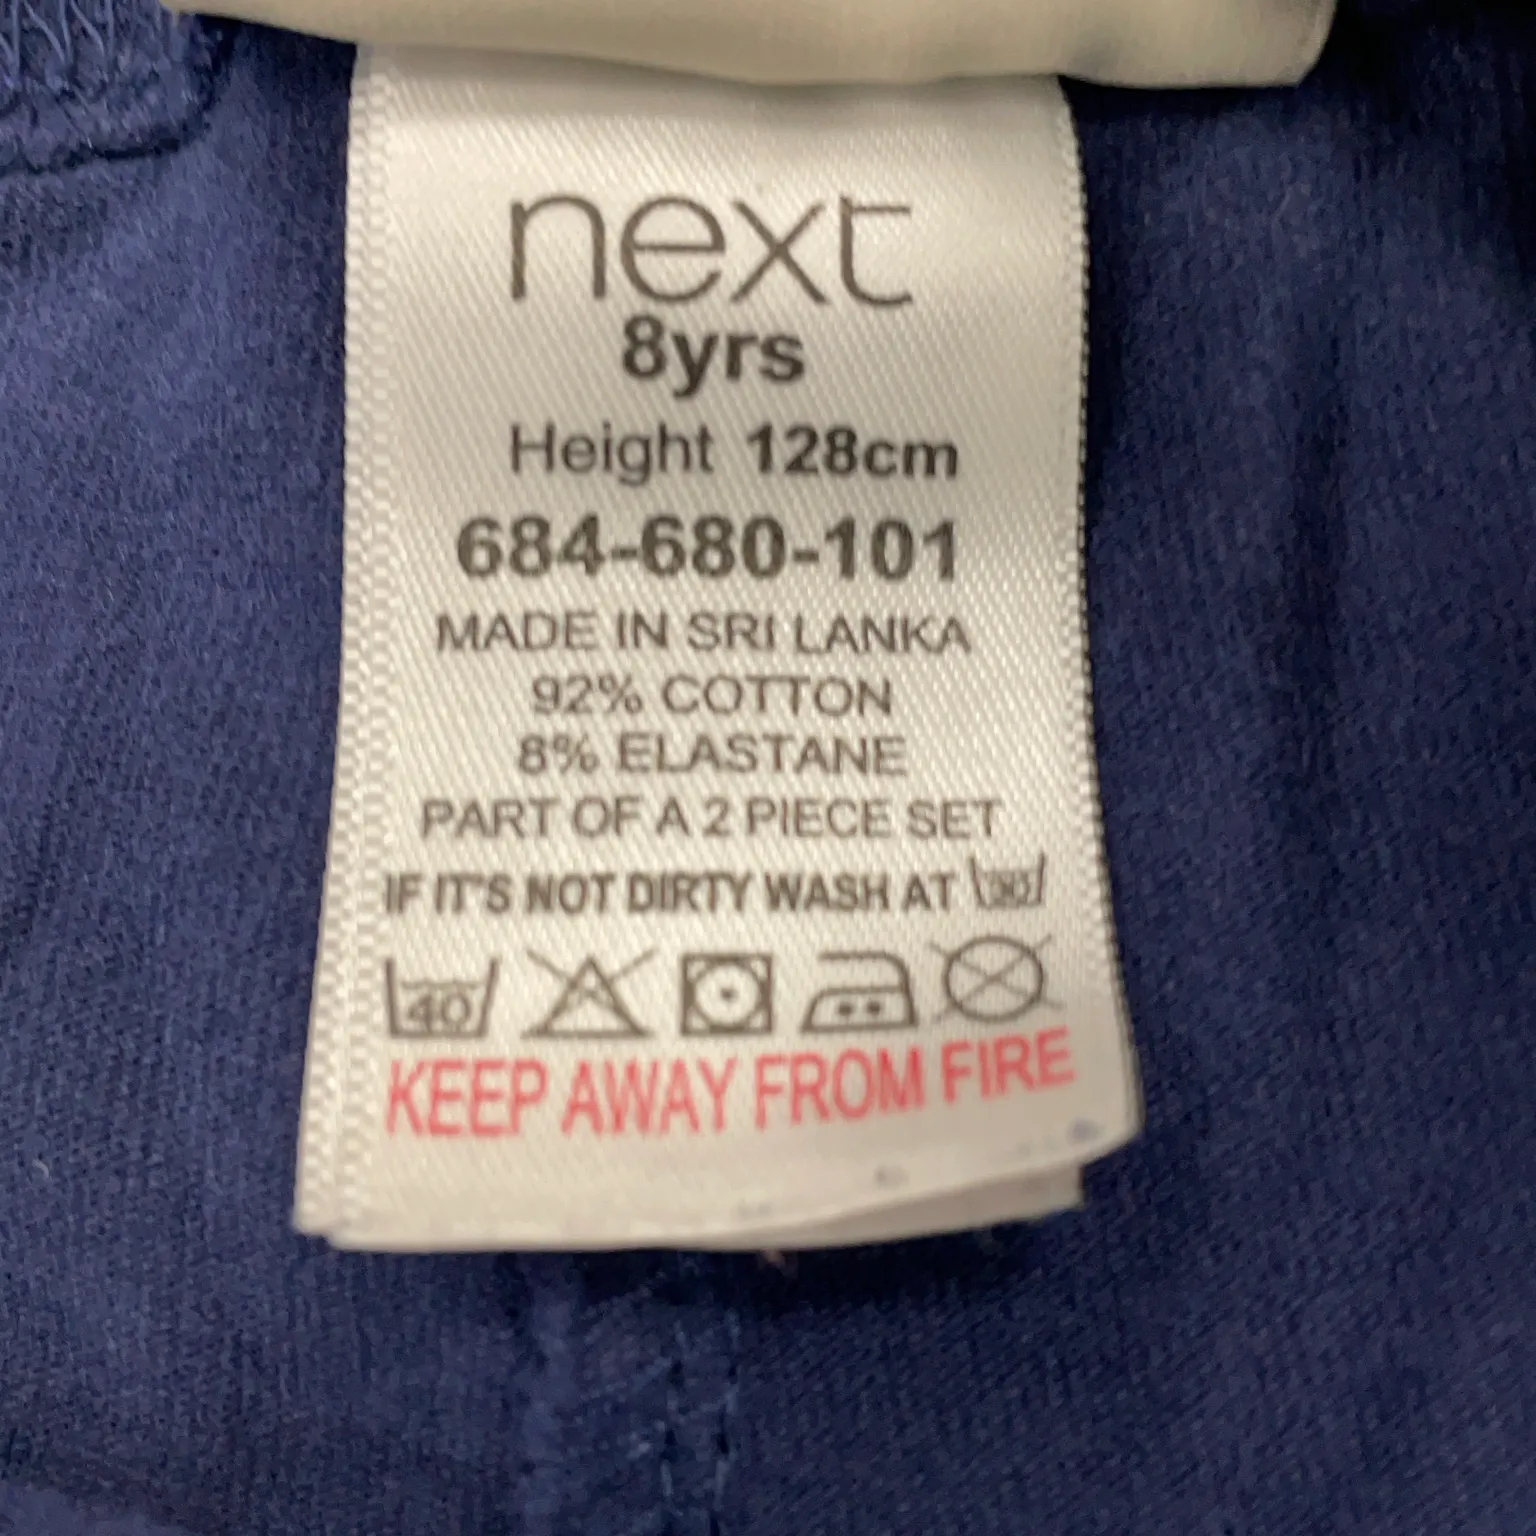 next
8yrs
Height 128cm
684-680-101
MADE IN SRI LANKA
92% COTTON
8% ELASTANE
PART OF A 2 PIECE SET
IF IT'S NOT DIRTY WASH AT 30
40
KEEP AWAY FROM FIRE